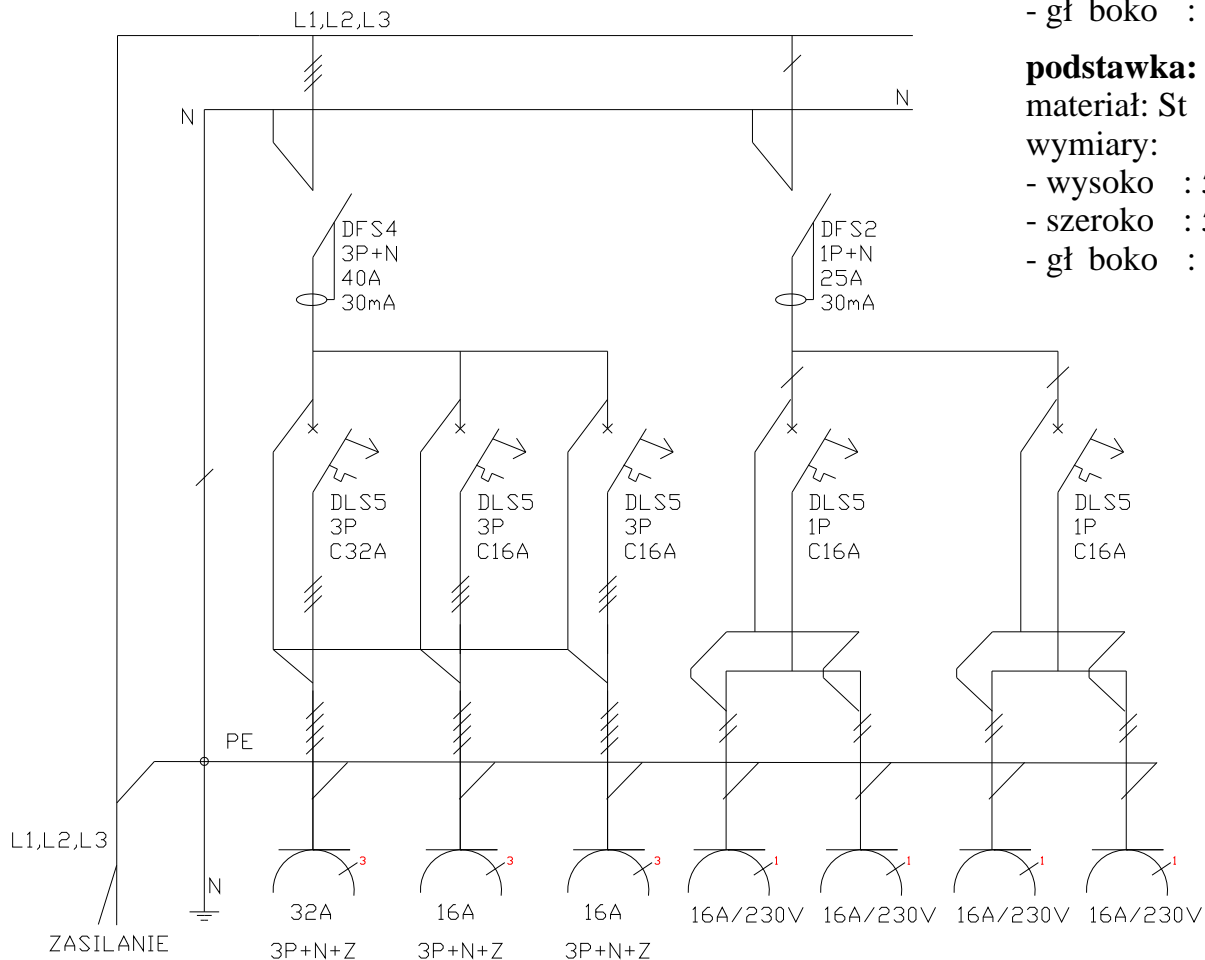 L1,L2,L3
- gł boko :
podstawka:
materiał: St
wymiary:
- wysoko :
- szeroko :
- gł boko :
N
N
DFS4
3P+N
40A
30mA
DFS2
1P+N
25A
30mA
DLS5
3P
C32A
DLS5
3P
C16A
DLS5
3P
C16A
DLS5
1P
C16A
DLS5
1P
C16A
PE
L1,L2,L3
N
ZASILANIE
3
3
3
1
1
1
1
32A
3P+N+Z
16A
3P+N+Z
16A
3P+N+Z
16A/230V
16A/230V
16A/230V
16A/230V